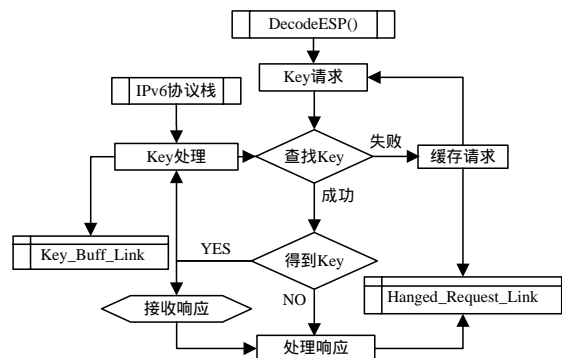 DecodeESP()
Key请求
IPv6协议栈
Key处理
查找Key
失败
缓存请求
成功
Key_Buff_Link
YES
得到Key
Hanged_Request_Link
接收响应
NO
处理响应